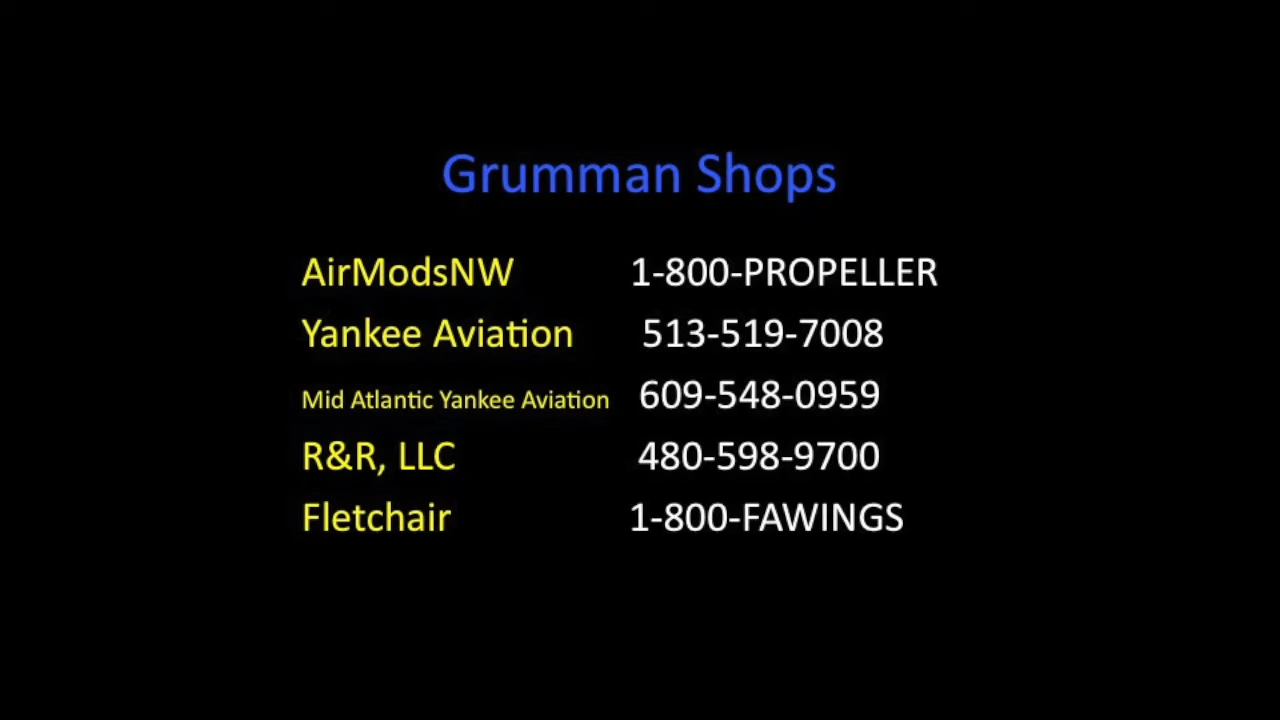 Grumman Shops
AirModsNW 1-800-PROPELLER
Yankee Aviation 513-519-7008
Mid Atlantic Yankee Aviation 609-548-0959
R&R, LLC 480-598-9700
Fletchair 1-800-FAWINGS